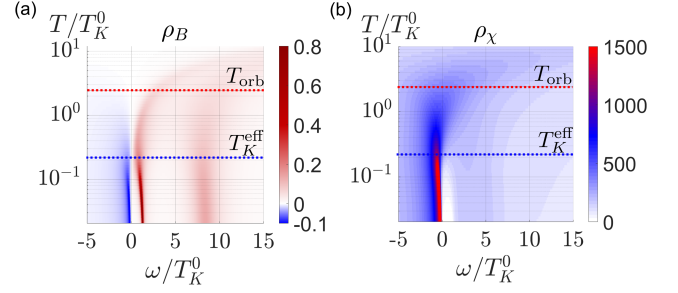 (a) T/T_K^0 ρ_B
10^1
10^0
10^-1
T_orb
T_K^eff
-5 0 5 10 15
ω/T_K^0
0.8
0.6
0.4
0.2
0
-0.1
(b) ρ_χ
T_orb
T_K^eff
-5 0 5 10 15
ω/T_K^0
T/T_K^0
10^1
10^0
10^-1
1500
1000
500
0